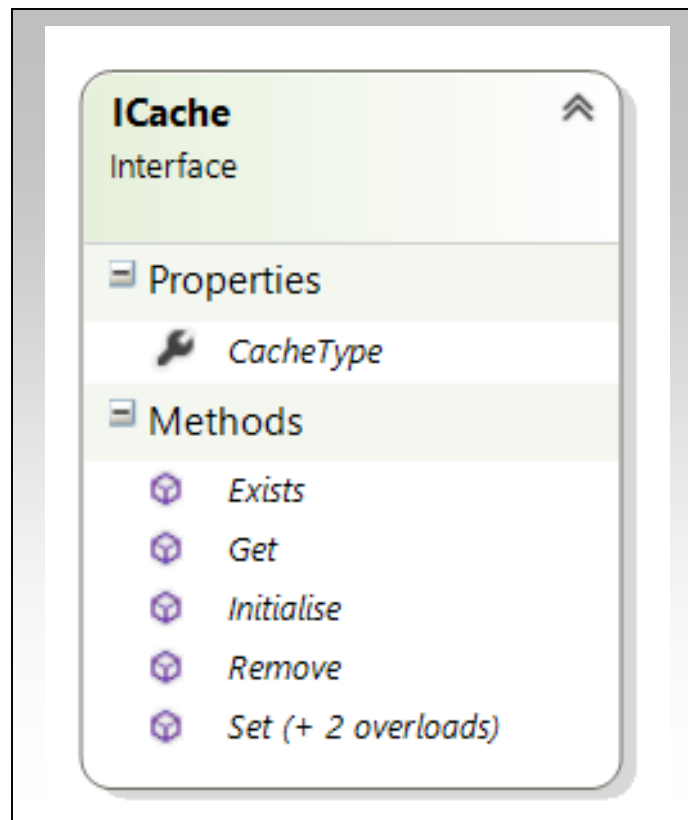 ICache
Interface
Properties
CacheType
Methods
Exists
Get
Initialise
Remove
Set (+ 2 overloads)